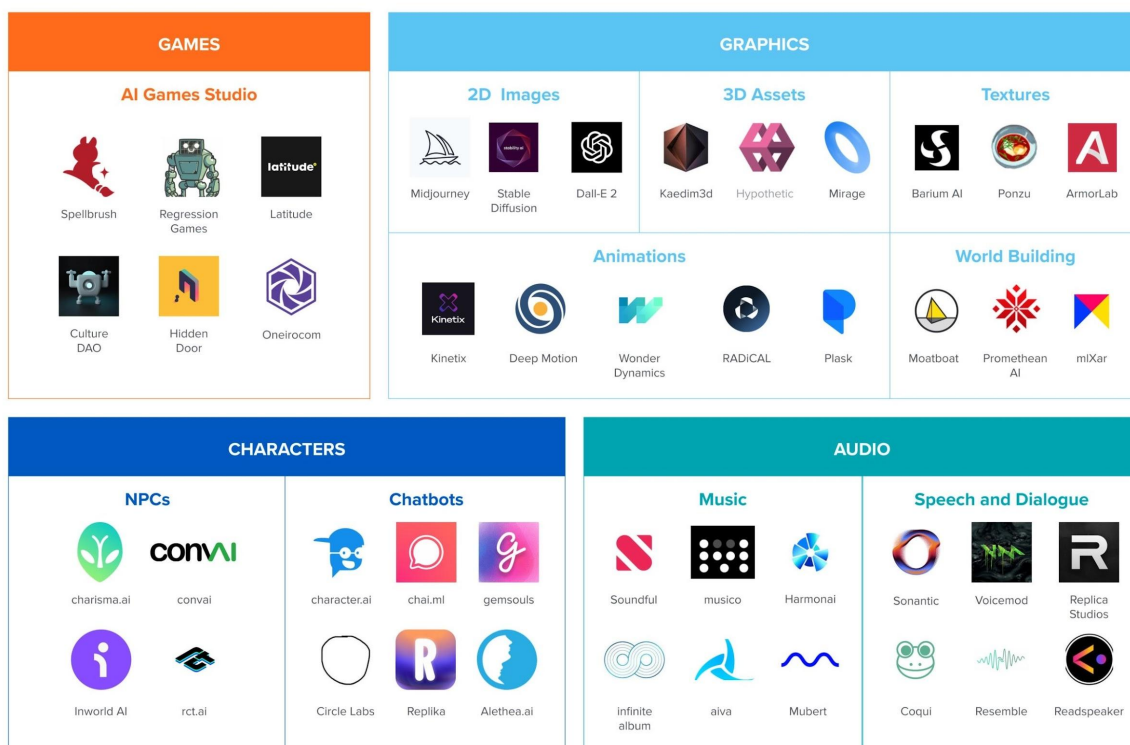 GAMES
AI Games Studio
Spellbrush
Regression
Games
latitude
Latitude
Culture
DAO
Hidden
Door
Oneirocom
GRAPHICS
2D Images
Midjourney
stability.ai
Stable
Diffusion
Dall-E 2
3D Assets
Kaedim3d
Hypothetic
Mirage
Textures
Barium AI
Ponzu
A
ArmorLab
Animations
Kinetix
Kinetix
Deep Motion
Wonder
Dynamics
RADiCAL
Plask
World Building
Moatboat
Promethean
AI
mlXar
CHARACTERS
NPCs
charisma.ai
convAI
convai
Inworld AI
rct
rct.ai
Chatbots
character.ai
chai.ml
g
gemsouls
Circle Labs
R
Replika
Alethea.ai
AUDIO
Music
S
Soundful
musico
Harmonai
infinite
album
aiva
Mubert
Speech and Dialogue
Sonantic
Voicemod
R
Replica
Studios
Coqui
Resemble
Readspeaker